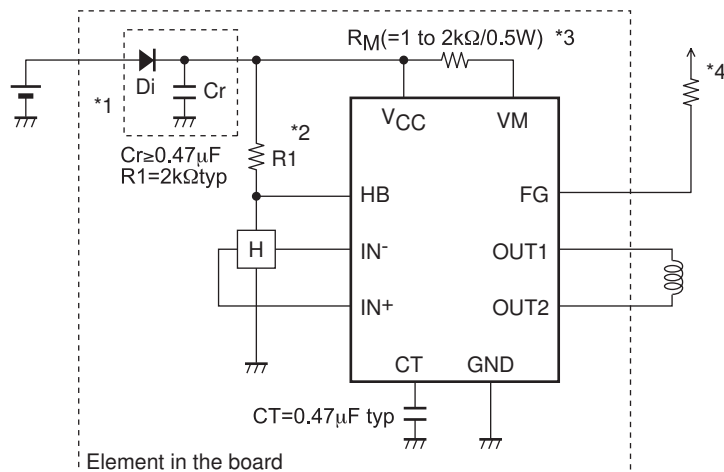 RM(=1 to 2kΩ/0.5W) *3
*4
Di
Cr
*1
VCC
VM
*2
Cr≥0.47μF
R1=2kΩtyp
R1
HB
FG
H
IN-
OUT1
IN+
OUT2
CT
GND
CT=0.47μF typ
Element in the board